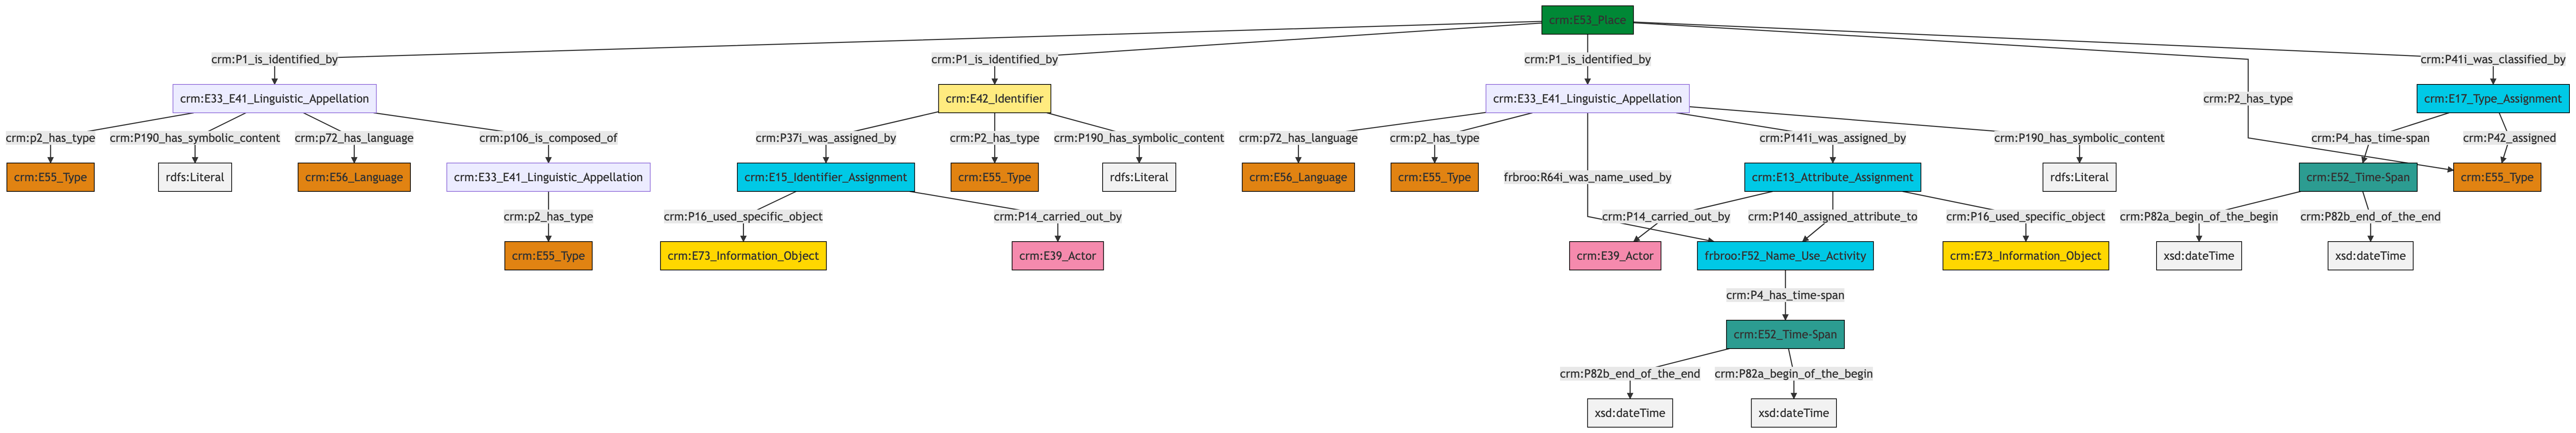 crm:E53_Place
crm:P1_is_identified_by
crm:P1_is_identified_by
crm:P1_is_identified_by
crm:P41i_was_classified_by
crm:E33_E41_Linguistic_Appellation
crm:E42_Identifier
crm:E33_E41_Linguistic_Appellation
crm:P2_has_type
crm:E17_Type_Assignment
crm:p2_has_type
crm:P190_has_symbolic_content
crm:p72_has_language
crm:p106_is_composed_of
crm:P37i_was_assigned_by
crm:P2_has_type
crm:P190_has_symbolic_content
crm:p72_has_language
crm:p2_has_type
crm:P141i_was_assigned_by
crm:P190_has_symbolic_content
crm:P4_has_time-span
crm:P42_assigned
crm:E55_Type
rdfs:Literal
crm:E56_Language
crm:E33_E41_Linguistic_Appellation
crm:E15_Identifier_Assignment
crm:E55_Type
rdfs:Literal
crm:E56_Language
crm:E55_Type
frbroo:R64i_was_name_used_by
crm:E13_Attribute_Assignment
rdfs:Literal
crm:E52_Time-Span
crm:E55_Type
crm:p2_has_type
crm:P16_used_specific_object
crm:P14_carried_out_by
crm:P14_carried_out_by
crm:P140_assigned_attribute_to
crm:P16_used_specific_object
crm:P82a_begin_of_the_begin
crm:P82b_end_of_the_end
crm:E55_Type
crm:E73_Information_Object
crm:E39_Actor
crm:E39_Actor
frbroo:F52_Name_Use_Activity
crm:E73_Information_Object
xsd:dateTime
xsd:dateTime
crm:P4_has_time-span
crm:E52_Time-Span
crm:P82b_end_of_the_end
crm:P82a_begin_of_the_begin
xsd:dateTime
xsd:dateTime